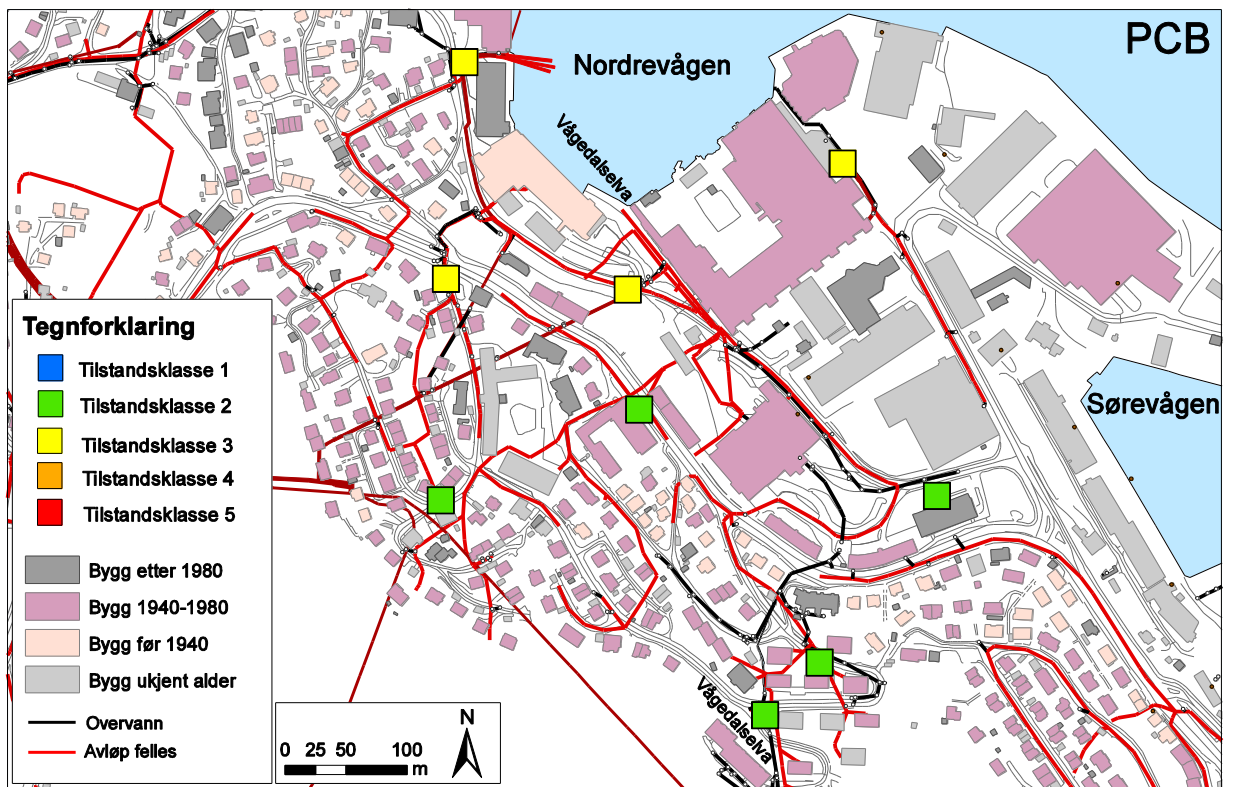 PCB
Nordrevågen
Vågedalselva
Sørevågen
Tegnforklaring
Tilstandsklasse 1
Tilstandsklasse 2
Tilstandsklasse 3
Tilstandsklasse 4
Tilstandsklasse 5
Bygg etter 1980
Bygg 1940-1980
Bygg før 1940
Bygg ukjent alder
Overvann
Avløp felles
0 25 50 100
m
N
Vågedalselva